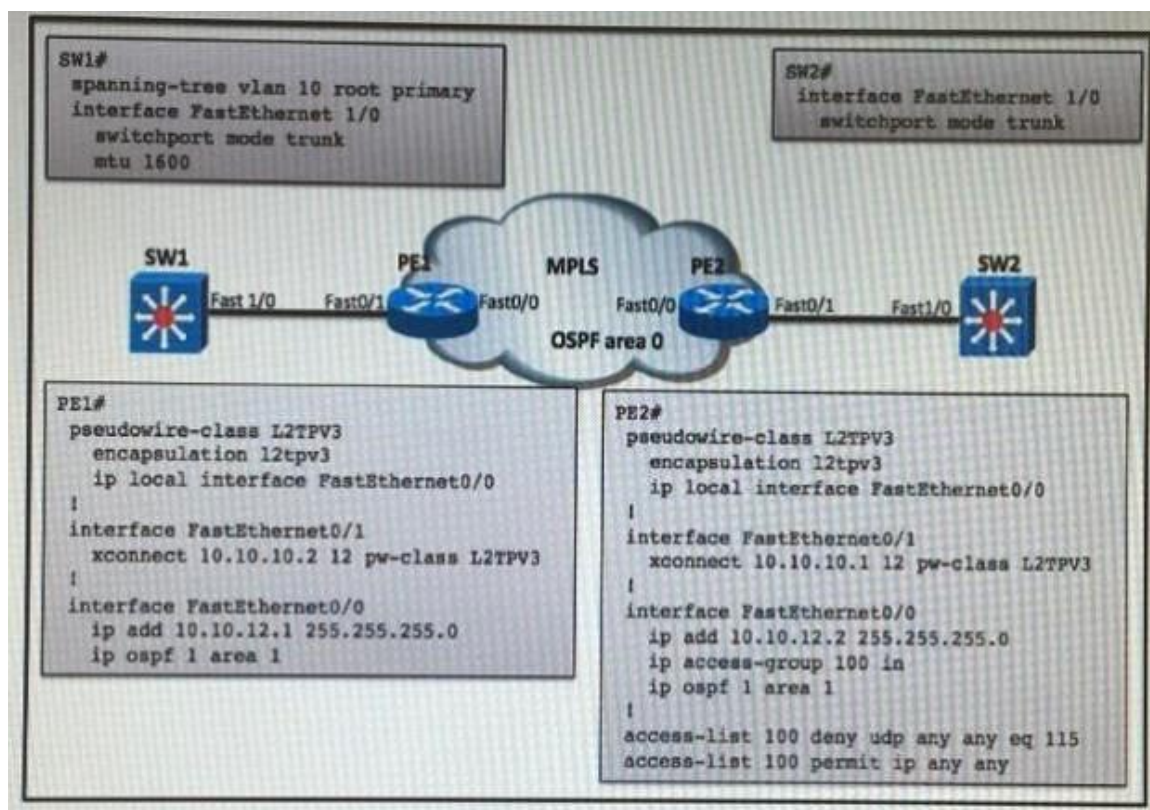 SW1#
spanning-tree vlan 10 root primary
interface FastEthernet 1/0
switchport mode trunk
mtu 1600
SW2#
interface FastEthernet 1/0
switchport mode trunk
SW1
PE1
MPLS
PE2
SW2
Fast 1/0
Fast0/1
Fast0/0
Fast0/0
Fast0/1
Fast1/0
OSPF area 0
PE1#
pseudowire-class L2TPV3
encapsulation l2tpv3
ip local interface FastEthernet0/0
!
interface FastEthernet0/1
xconnect 10.10.10.2 12 pw-class L2TPV3
!
interface FastEthernet0/0
ip add 10.10.12.1 255.255.255.0
ip ospf 1 area 1
PE2#
pseudowire-class L2TPV3
encapsulation l2tpv3
ip local interface FastEthernet0/0
!
interface FastEthernet0/1
xconnect 10.10.10.1 12 pw-class L2TPV3
!
interface FastEthernet0/0
ip add 10.10.12.2 255.255.255.0
ip access-group 100 in
ip ospf 1 area 1
!
access-list 100 deny udp any any eq 115
access-list 100 permit ip any any